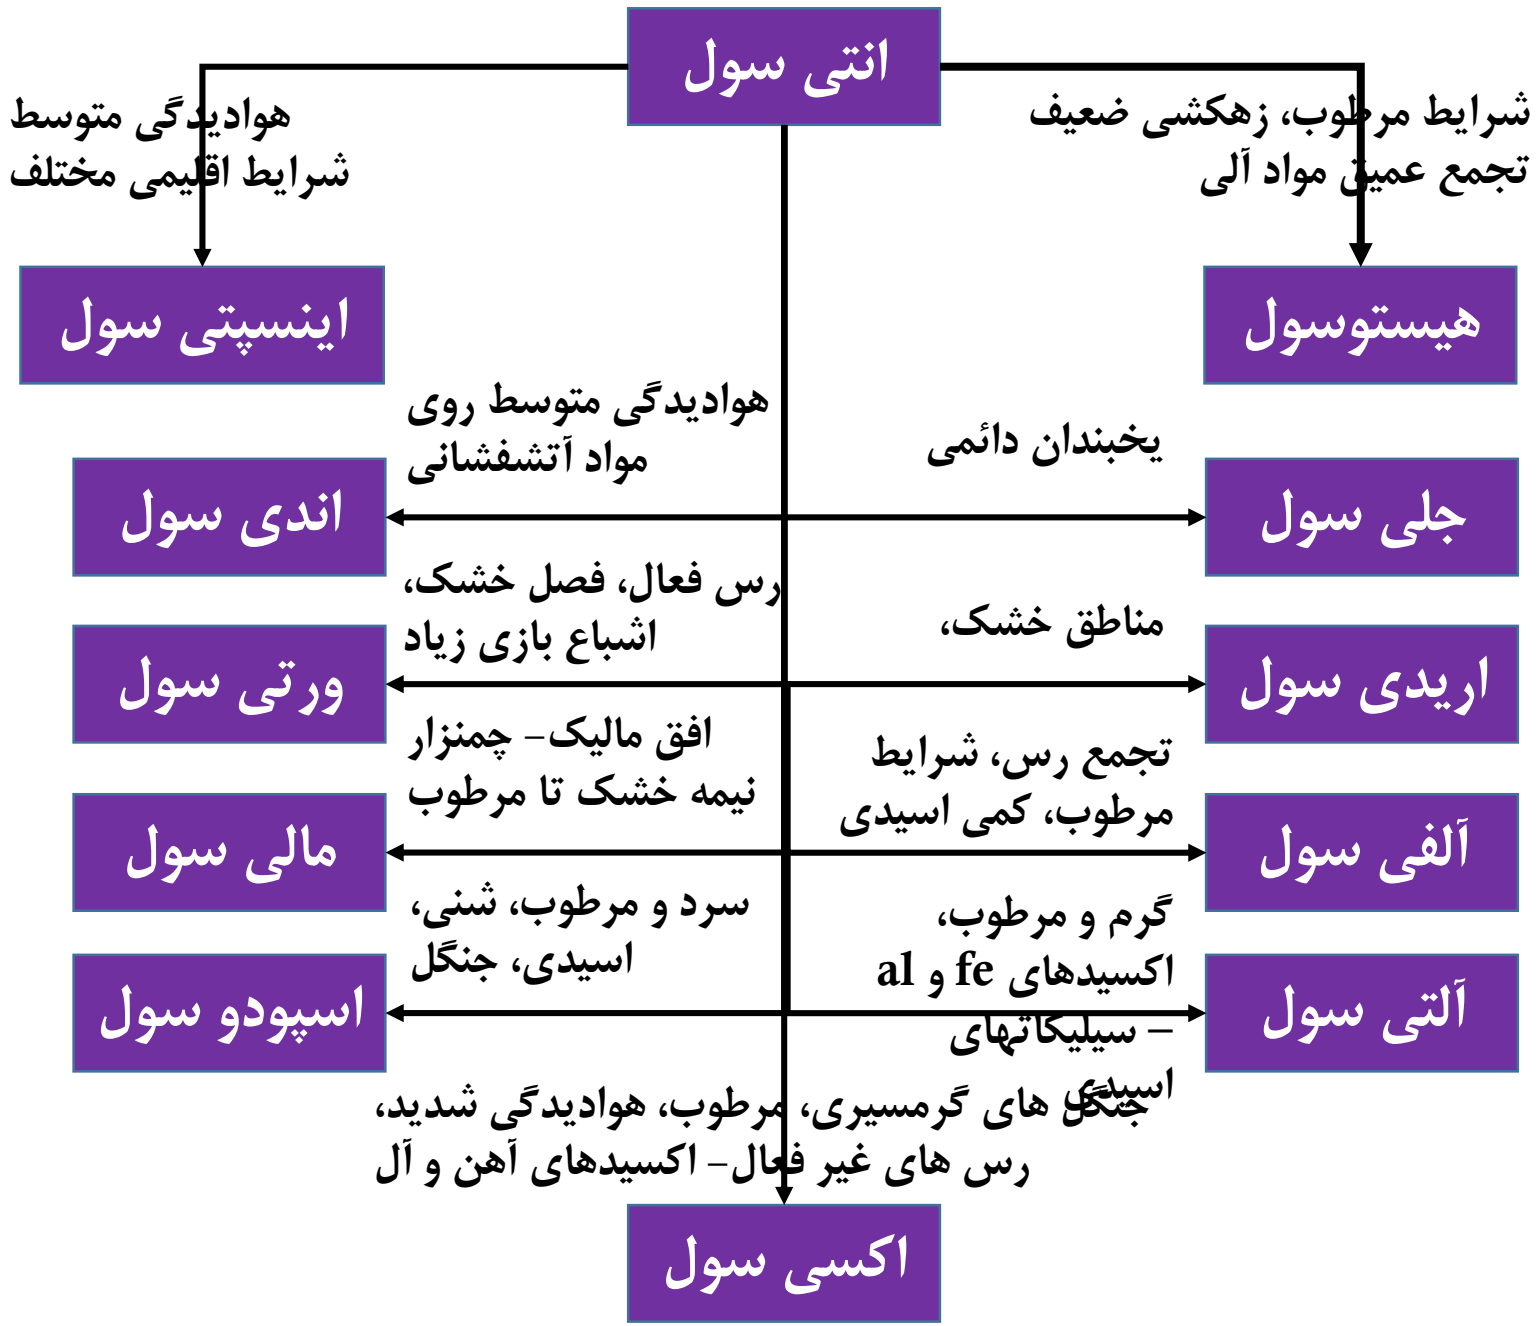 انتی سول
شرایط مرطوب، زهکشی ضعیف
تجمع عمیق مواد آلی
هوادیدگی متوسط
شرایط اقلیمی مختلف
هیستوسول
اینسپتی سول
یخبندان دائمی
هوادیدگی متوسط روی
مواد آتشفشانی
جلی سول
اندی سول
مناطق خشک،
رس فعال، فصل خشک،
اشباع بازی زیاد
اریدی سول
ورتی سول
تجمع رس، شرایط
مرطوب، کمی اسیدی
افق مالیک- چمنزار
نیمه خشک تا مرطوب
آلفی سول
مالی سول
گرم و مرطوب،
اکسیدهای fe و al
– سیلیکاتهای
اسیدی
سرد و مرطوب، شنی،
اسیدی، جنگل
آلتی سول
اسپودو سول
جنگل های گرمسیری، مرطوب، هوادیدگی شدید،
رس های غیر فعال- اکسیدهای آهن و آل
اکسی سول